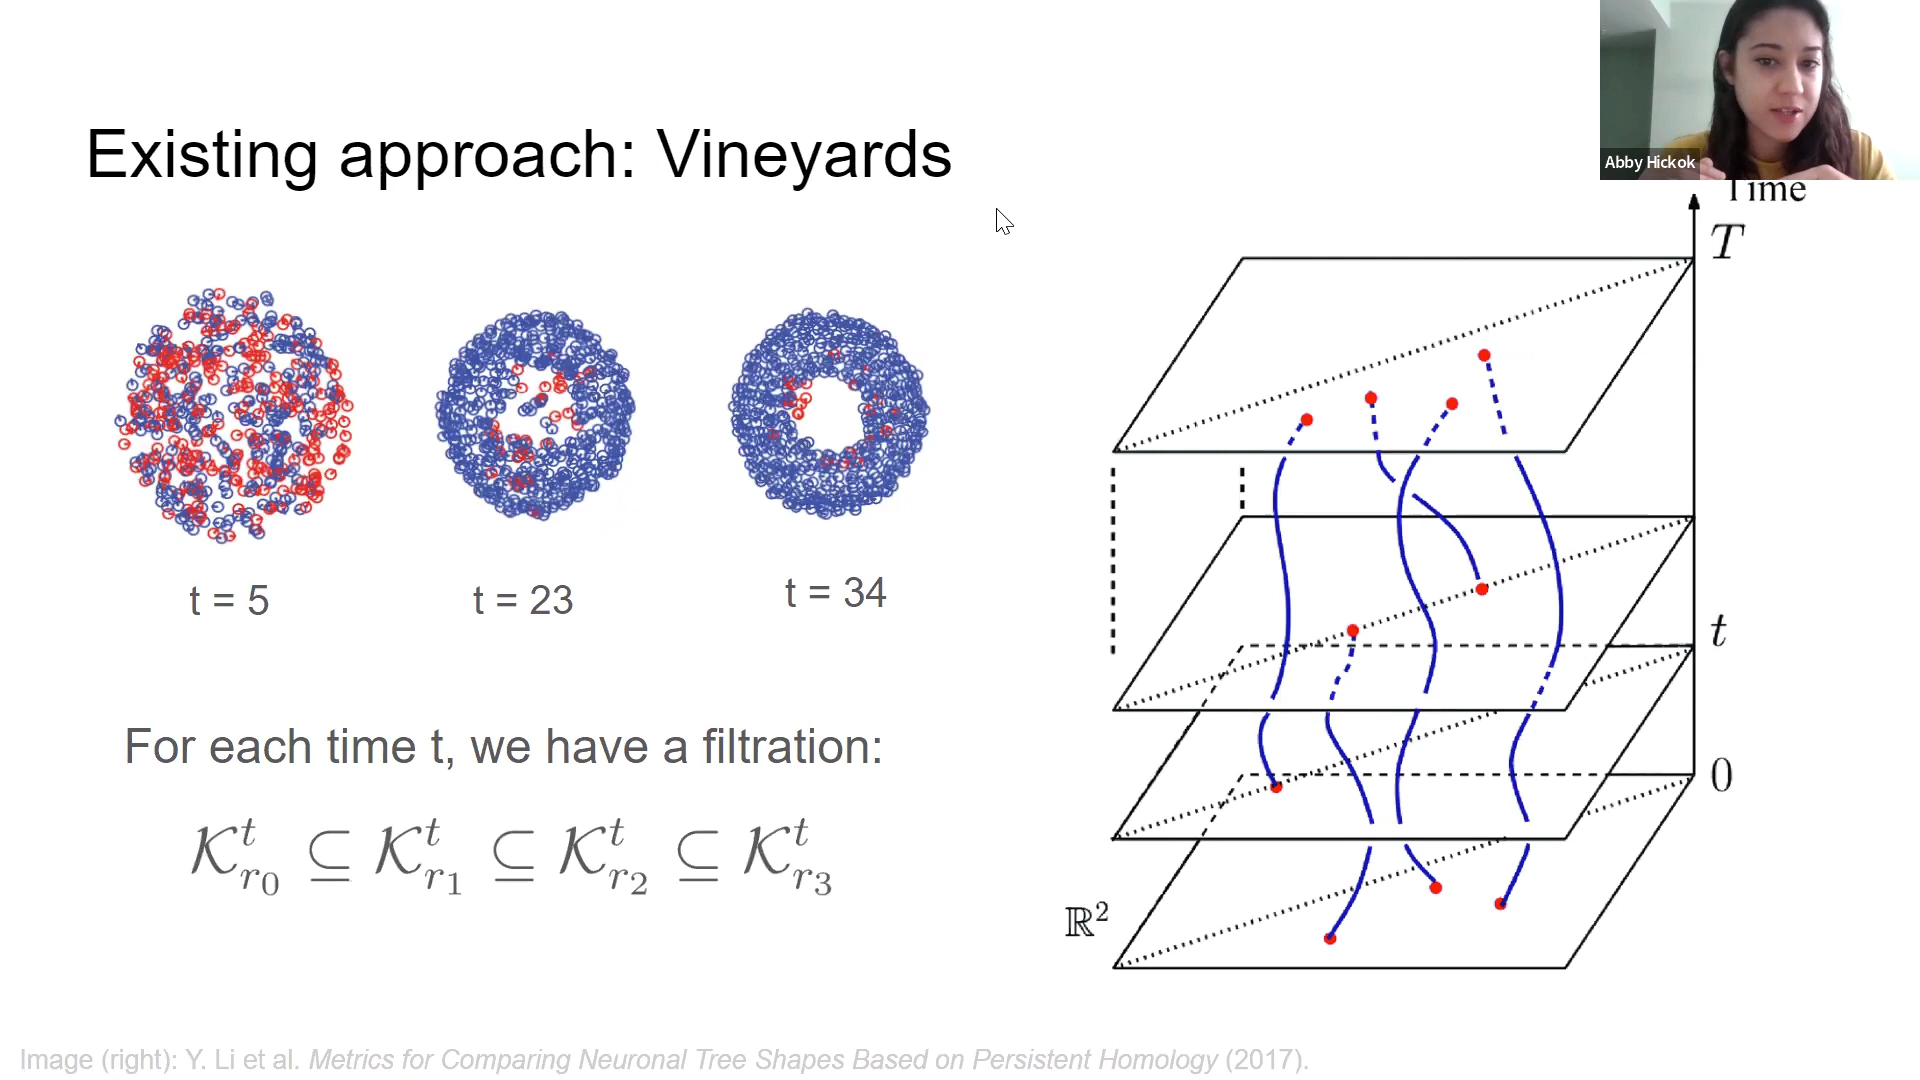 Existing approach: Vineyards
Abby Hickok
Time
T
t = 5
t = 23
t = 34
t
For each time t, we have a filtration:
0
𝒦^t_{r_0} ⊆ 𝒦^t_{r_1} ⊆ 𝒦^t_{r_2} ⊆ 𝒦^t_{r_3}
ℝ²
Image (right): Y. Li et al. Metrics for Comparing Neuronal Tree Shapes Based on Persistent Homology (2017).